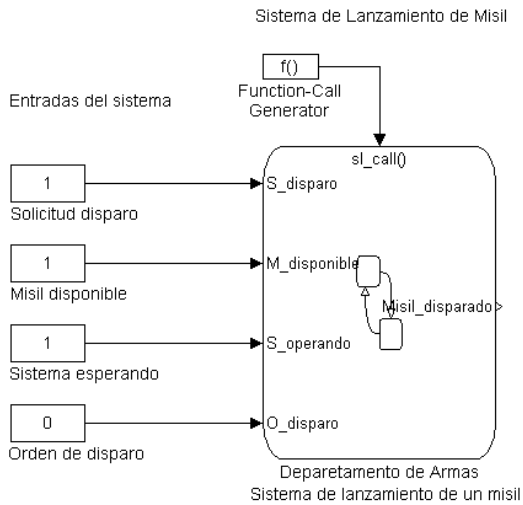 Sistema de Lanzamiento de Misil
f()
Function-Call
Generator
Entradas del sistema
sl_call()
1
S_disparo
Solicitud disparo
1
M_disponible
Misil disponible
Misil_disparado
1
S_operando
Sistema esperando
0
O_disparo
Orden de disparo
Deparetamento de Armas
Sistema de lanzamiento de un misil